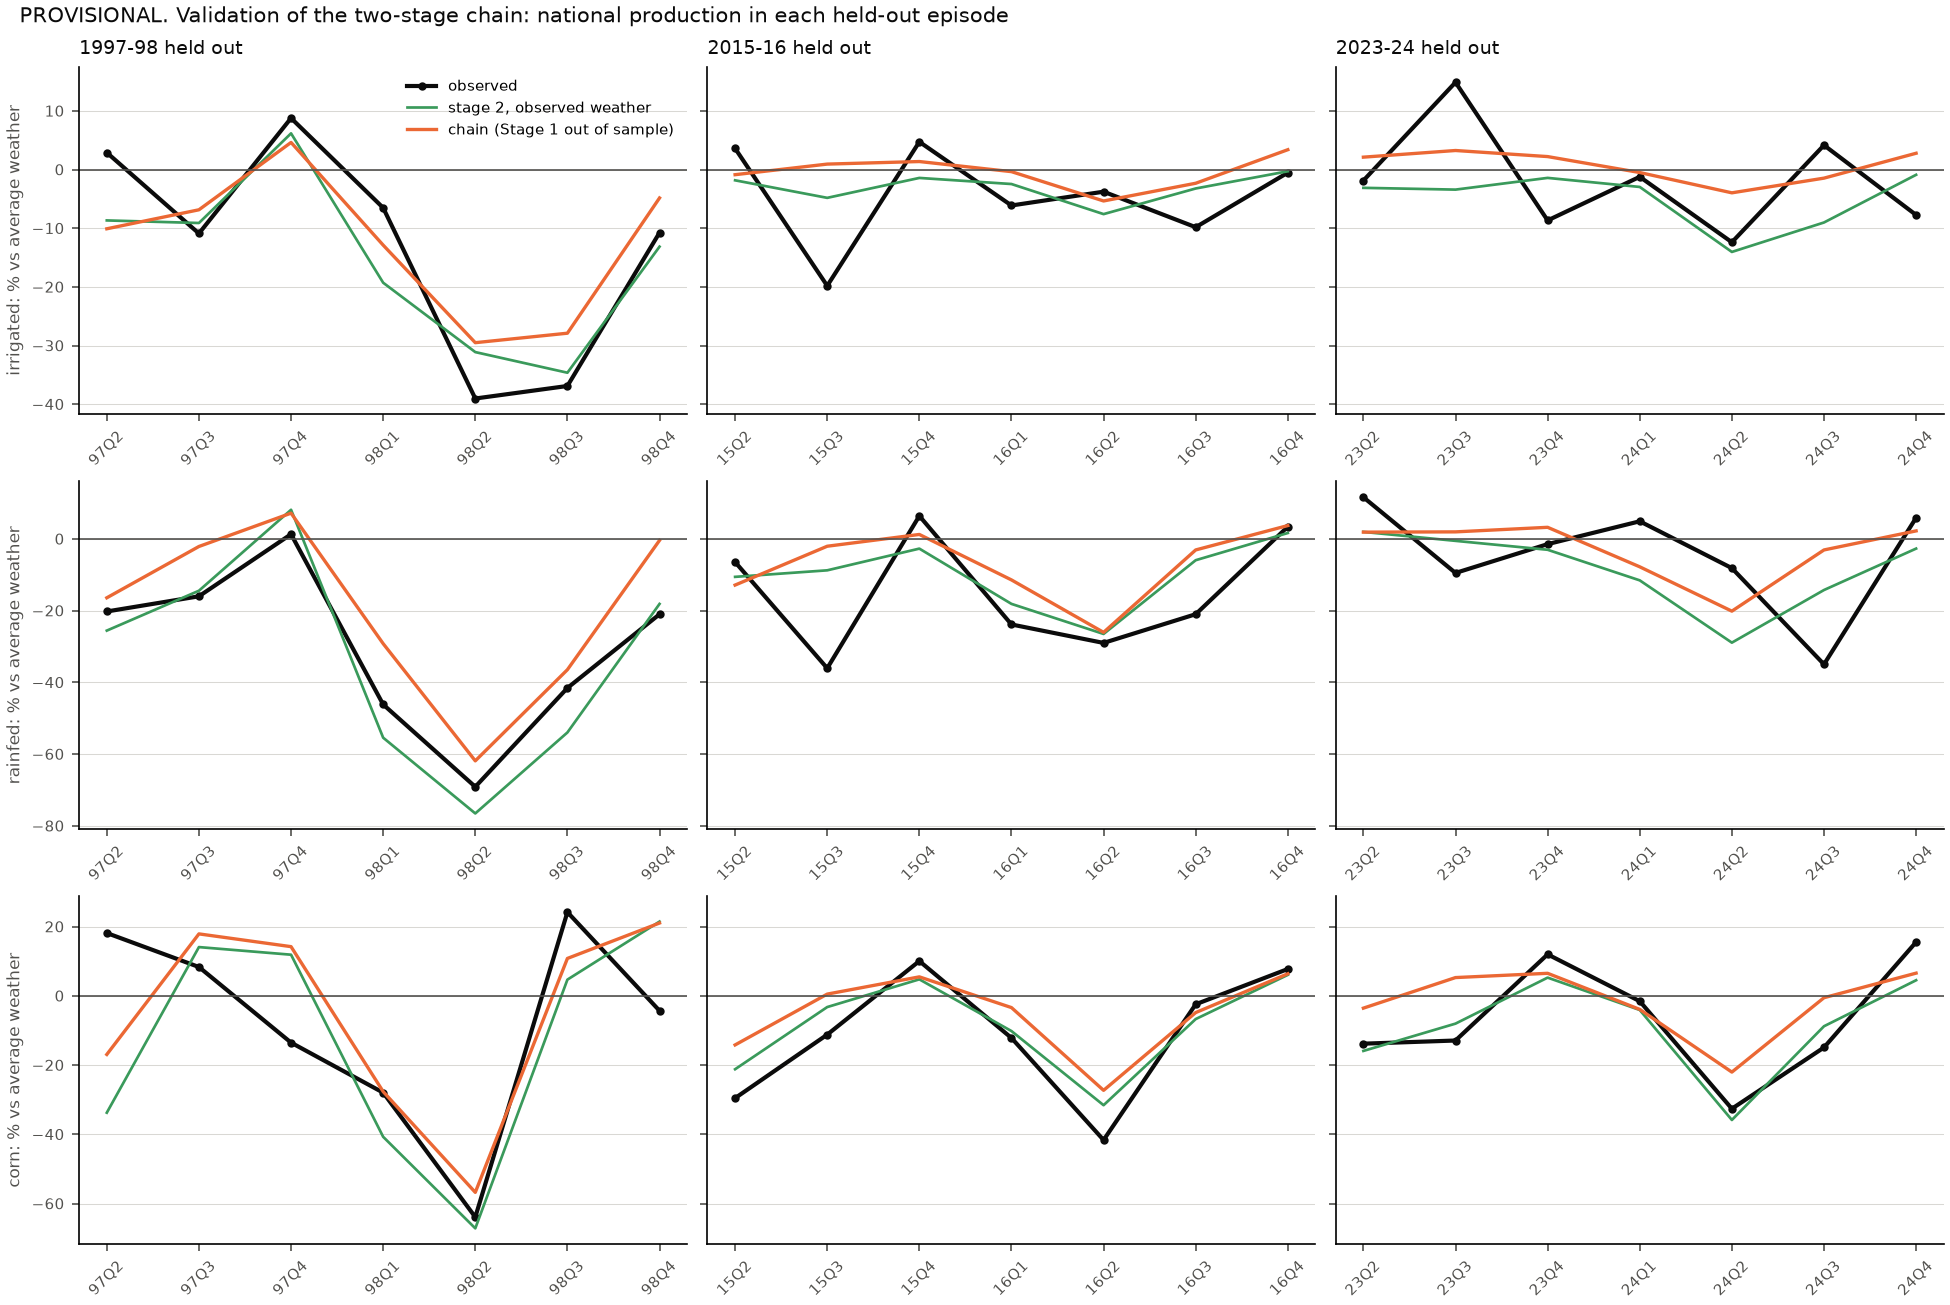 PROVISIONAL. Validation of the two-stage chain: national production in each held-out episode
1997-98 held out
2015-16 held out
2023-24 held out
observed
stage 2, observed weather
chain (Stage 1 out of sample)
irrigated: % vs average weather
10
0
−10
−20
−30
−40
97Q2
97Q3
97Q4
98Q1
98Q2
98Q3
98Q4
15Q2
15Q3
15Q4
16Q1
16Q2
16Q3
16Q4
23Q2
23Q3
23Q4
24Q1
24Q2
24Q3
24Q4
rainfed: % vs average weather
0
−20
−40
−60
−80
97Q2
97Q3
97Q4
98Q1
98Q2
98Q3
98Q4
15Q2
15Q3
15Q4
16Q1
16Q2
16Q3
16Q4
23Q2
23Q3
23Q4
24Q1
24Q2
24Q3
24Q4
corn: % vs average weather
20
0
−20
−40
−60
97Q2
97Q3
97Q4
98Q1
98Q2
98Q3
98Q4
15Q2
15Q3
15Q4
16Q1
16Q2
16Q3
16Q4
23Q2
23Q3
23Q4
24Q1
24Q2
24Q3
24Q4